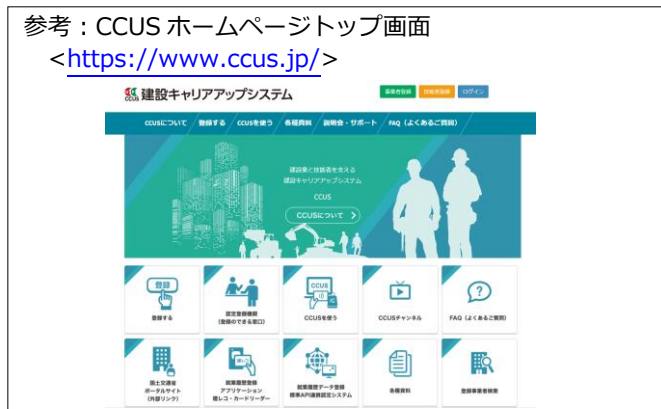 参考：CCUS ホームページトップ画面
<https://www.ccus.jp/>
CCUS 建設キャリアアップシステム
事業者登録 技能者登録 ログイン
CCUSについて 登録する CCUSを使う 各種資料 説明会・サポート FAQ（よくあるご質問）
建設業と技能者を支える
建設キャリアアップシステム
CCUS
CCUSについて
登録
CCUS
登録する
認定登録機関
（登録のできる窓口）
CCUSを使う
CCUSチャンネル
FAQ（よくあるご質問）
国土交通省
ポータルサイト
（外部リンク）
就業履歴登録
アプリケーション
建レコ・カードリーダー
就業履歴データ登録
標準API連携認定システム
各種資料
登録事業者検索